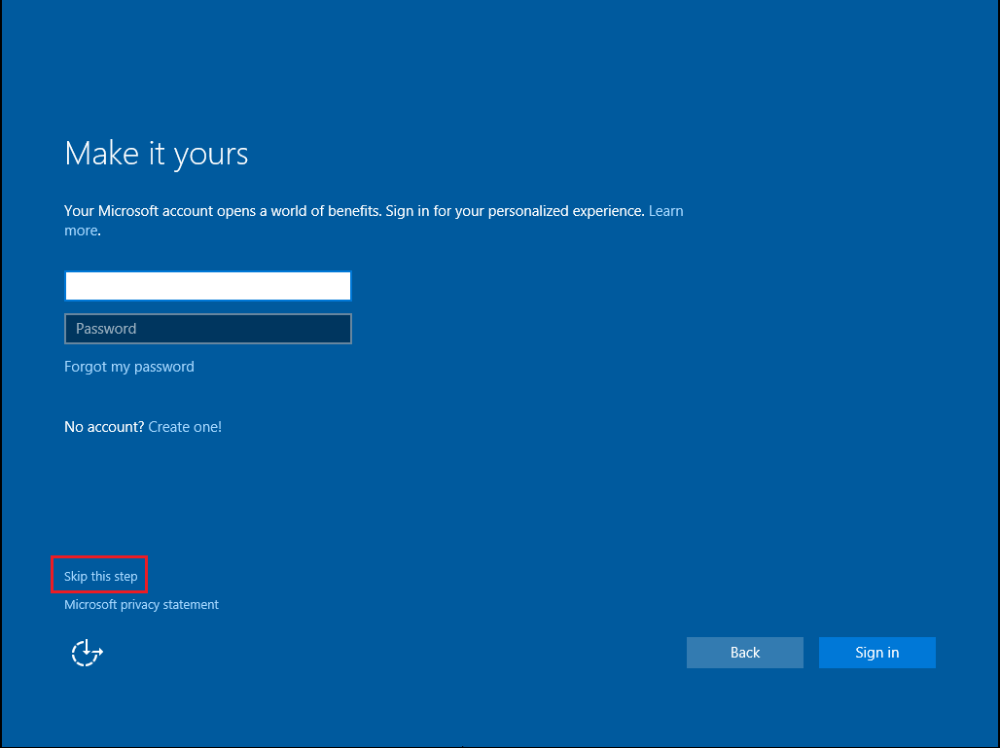 Make it yours
Your Microsoft account opens a world of benefits. Sign in for your personalized experience. Learn
more.
Password
Forgot my password
No account? Create one!
Skip this step
Microsoft privacy statement
Back
Sign in